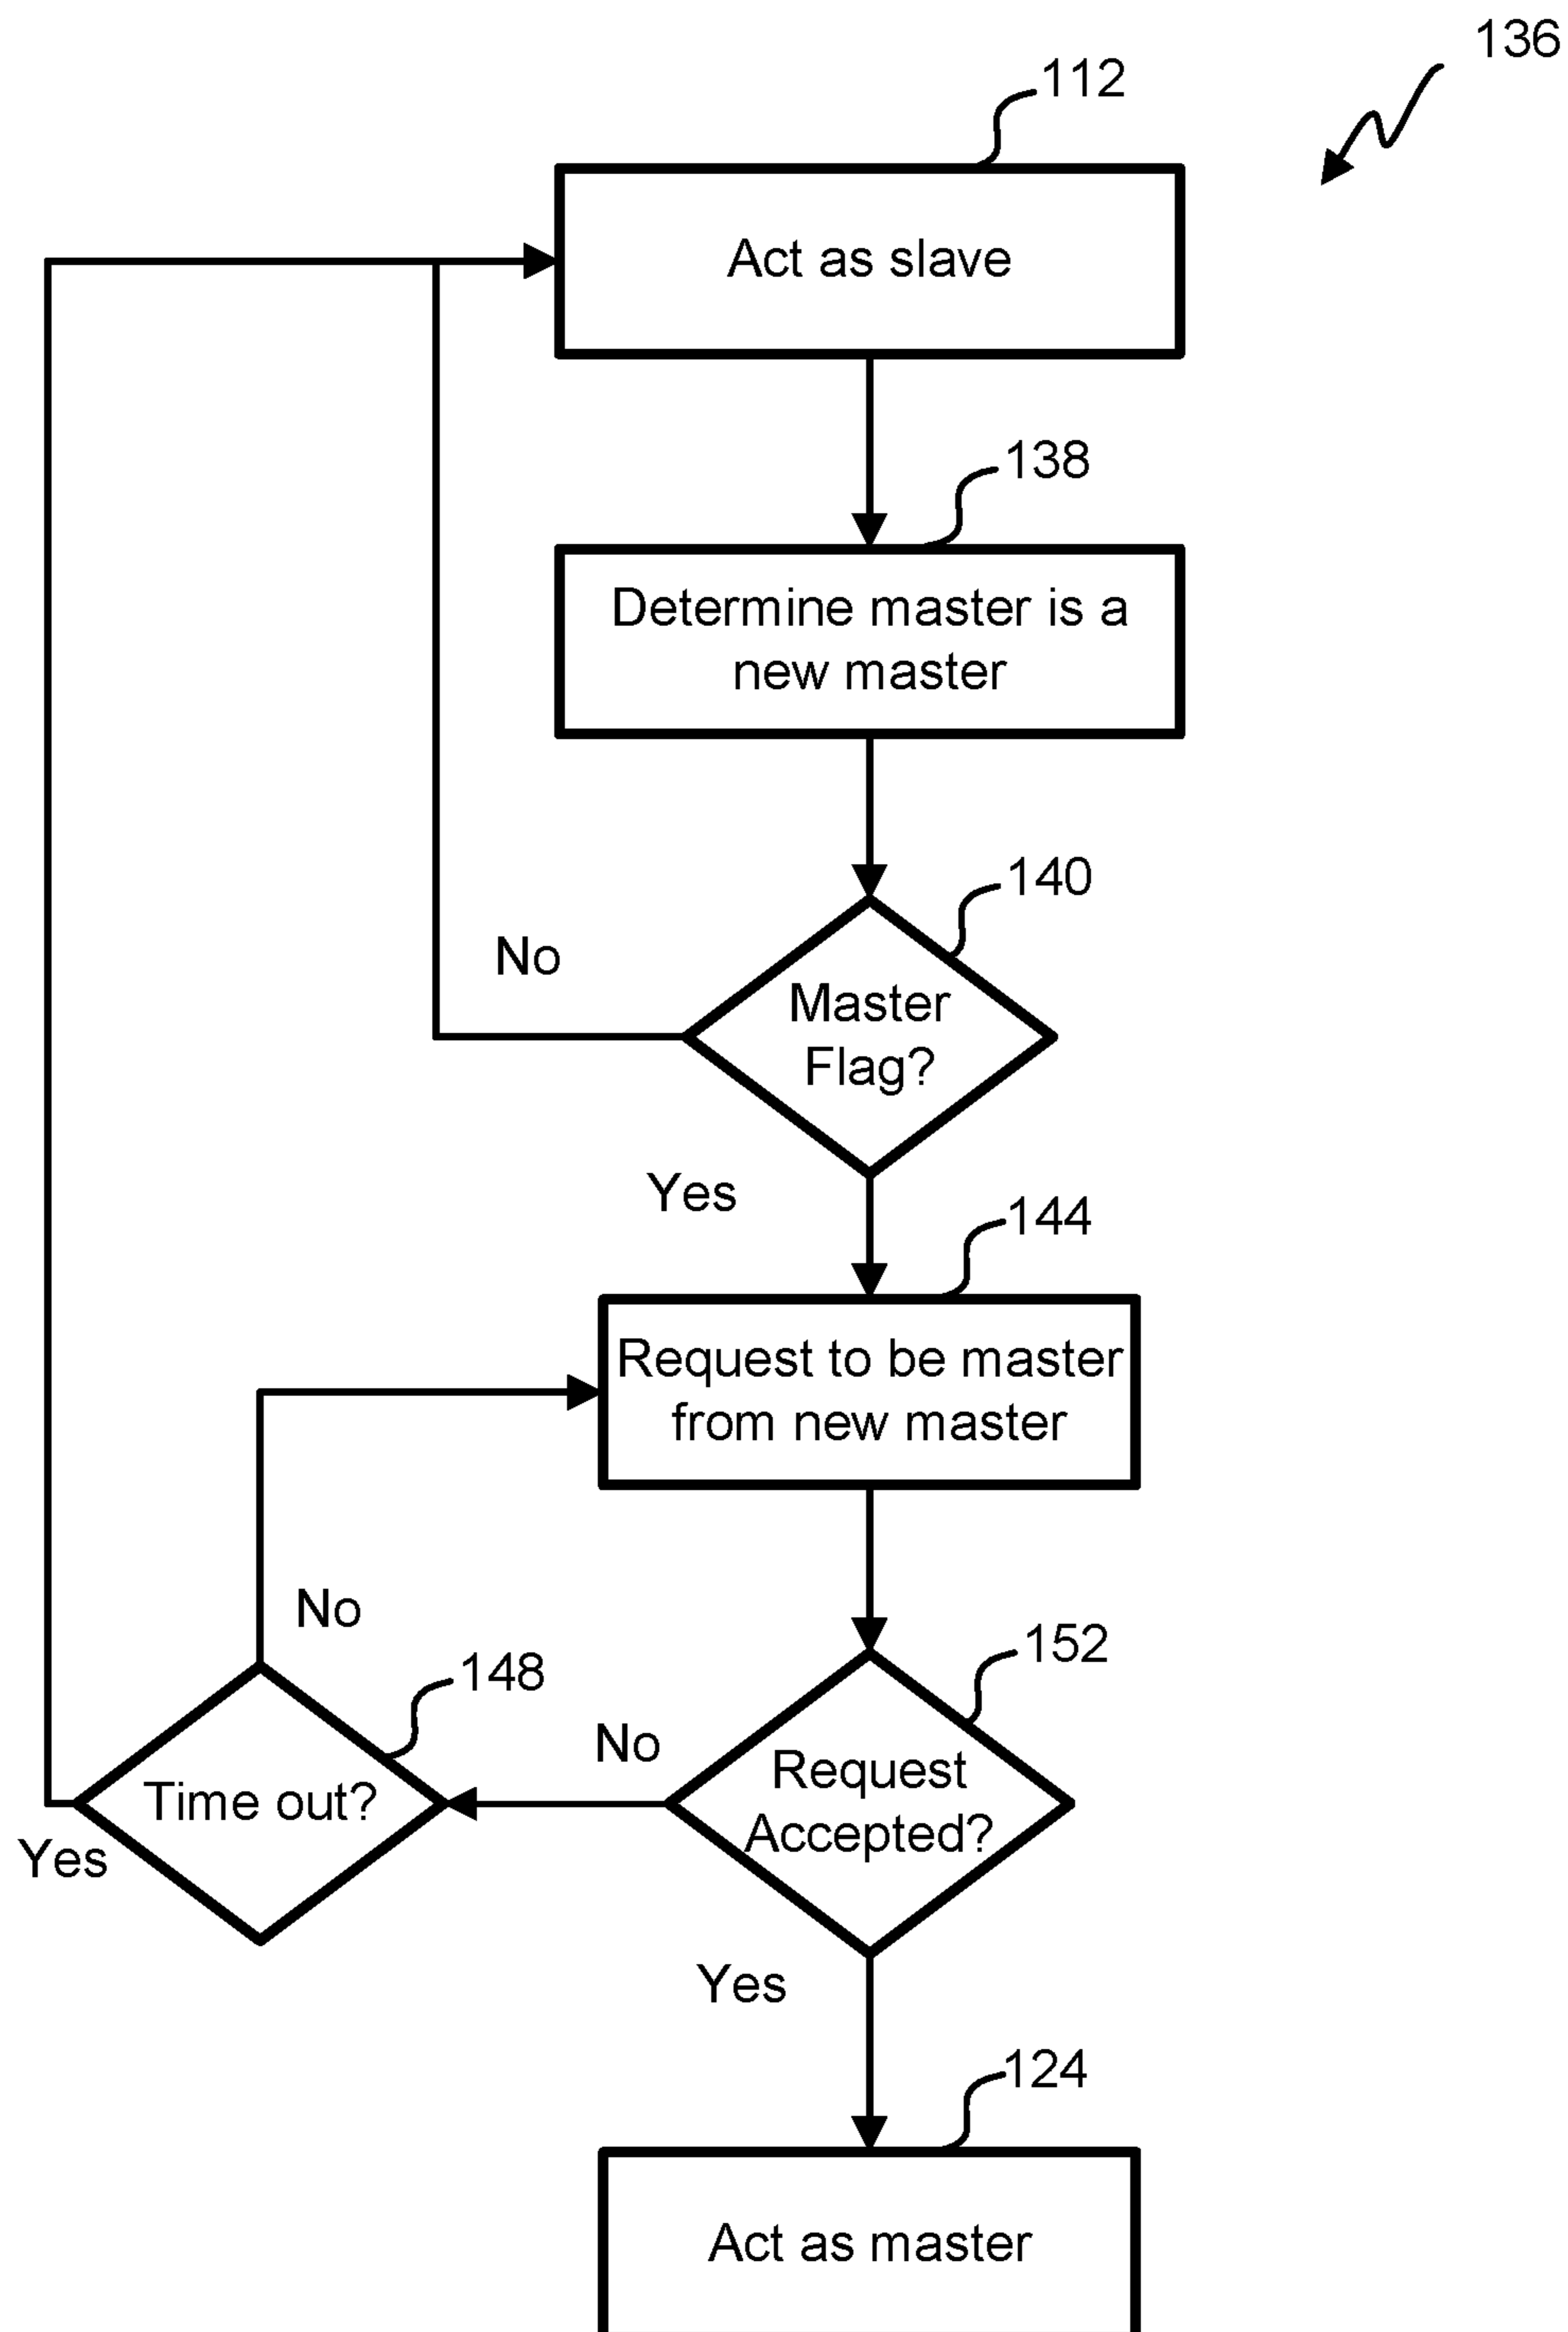 136
112
Act as slave
138
Determine master is a
new master
140
No
Master
Flag?
Yes
144
Request to be master
from new master
No
152
148
No
Request
Accepted?
Time out?
Yes
Yes
124
Act as master